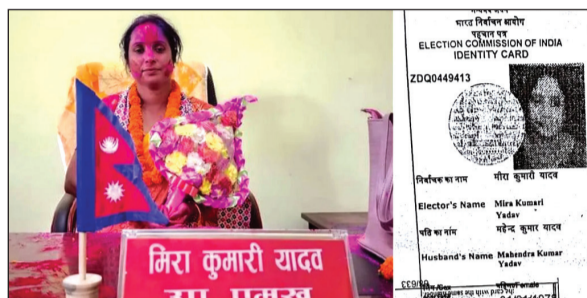 मिरा कुमारी यादव
भारत निर्वाचन आयोग
पहचान पत्र
ELECTION COMMISSION OF INDIA
IDENTITY CARD
ZDQ0449413
निर्वाचक का नाम मीरा कुमारी यादव
Elector's Name Mira Kumari
Yadav
पति का नाम महेन्द्र कुमार यादव
Husband's Name Mahendra Kumar
Yadav